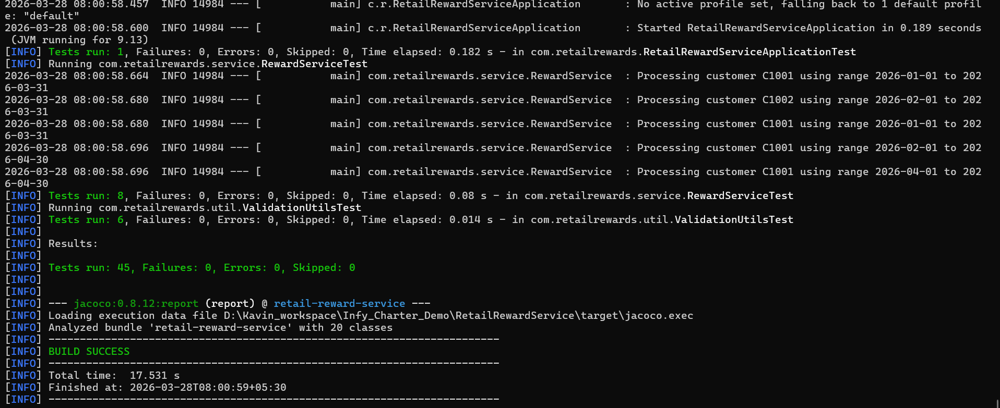 2026-03-28 08:00:58.457  INFO 14984 --- [           main] c.r.RetailRewardServiceApplication       : No active profile set, falling back to 1 default profil
e: "default"
2026-03-28 08:00:58.600  INFO 14984 --- [           main] c.r.RetailRewardServiceApplication       : Started RetailRewardServiceApplication in 0.189 seconds
 (JVM running for 9.13)
[INFO] Tests run: 1, Failures: 0, Errors: 0, Skipped: 0, Time elapsed: 0.182 s - in com.retailrewards.RetailRewardServiceApplicationTest
[INFO] Running com.retailrewards.service.RewardServiceTest
2026-03-28 08:00:58.664  INFO 14984 --- [           main] com.retailrewards.service.RewardService  : Processing customer C1001 using range 2026-01-01 to 202
6-03-31
2026-03-28 08:00:58.680  INFO 14984 --- [           main] com.retailrewards.service.RewardService  : Processing customer C1002 using range 2026-02-01 to 202
6-03-31
2026-03-28 08:00:58.680  INFO 14984 --- [           main] com.retailrewards.service.RewardService  : Processing customer C1001 using range 2026-01-01 to 202
6-03-31
2026-03-28 08:00:58.696  INFO 14984 --- [           main] com.retailrewards.service.RewardService  : Processing customer C1001 using range 2026-02-01 to 202
6-04-30
2026-03-28 08:00:58.696  INFO 14984 --- [           main] com.retailrewards.service.RewardService  : Processing customer C1001 using range 2026-04-01 to 202
6-04-30
[INFO] Tests run: 8, Failures: 0, Errors: 0, Skipped: 0, Time elapsed: 0.08 s - in com.retailrewards.service.RewardServiceTest
[INFO] Running com.retailrewards.util.ValidationUtilsTest
[INFO] Tests run: 6, Failures: 0, Errors: 0, Skipped: 0, Time elapsed: 0.014 s - in com.retailrewards.util.ValidationUtilsTest
[INFO]
[INFO] Results:
[INFO]
[INFO] Tests run: 45, Failures: 0, Errors: 0, Skipped: 0
[INFO]
[INFO]
[INFO] --- jacoco:0.8.12:report (report) @ retail-reward-service ---
[INFO] Loading execution data file D:\Kavin_workspace\Infy_Charter_Demo\RetailRewardService\target\jacoco.exec
[INFO] Analyzed bundle 'retail-reward-service' with 20 classes
[INFO] ------------------------------------------------------------------------
[INFO] BUILD SUCCESS
[INFO] ------------------------------------------------------------------------
[INFO] Total time:  17.531 s
[INFO] Finished at: 2026-03-28T08:00:59+05:30
[INFO] ------------------------------------------------------------------------